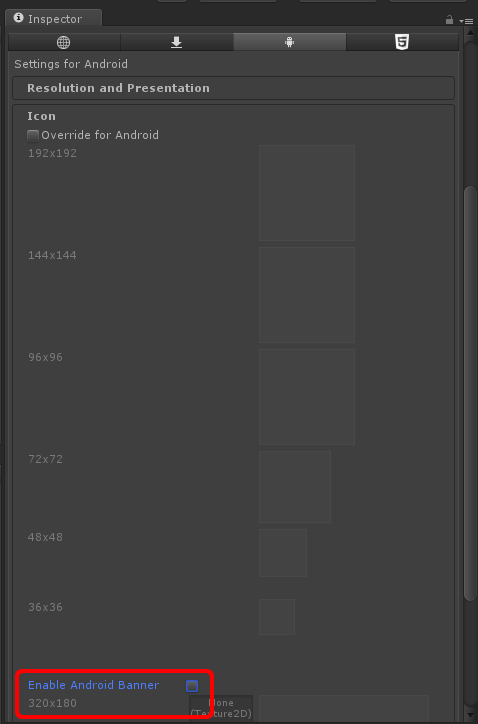 Inspector
Settings for Android
Resolution and Presentation
Icon
Override for Android
192x192
144x144
96x96
72x72
48x48
36x36
Enable Android Banner
320x180
None
(Texture2D)